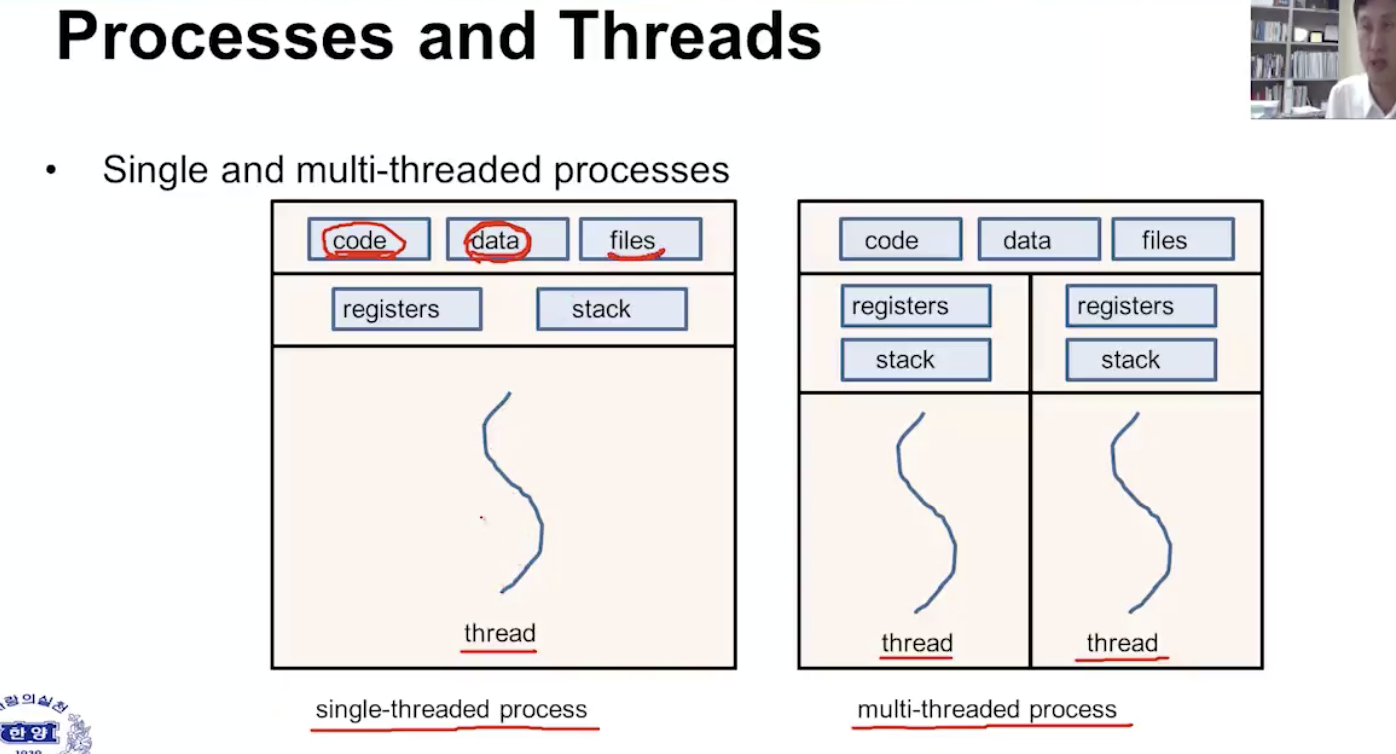 Processes and Threads
• Single and multi-threaded processes
code data files
registers stack
thread
single-threaded process
code data files
registers registers
stack stack
thread thread
multi-threaded process
랑의실천
한양
1939